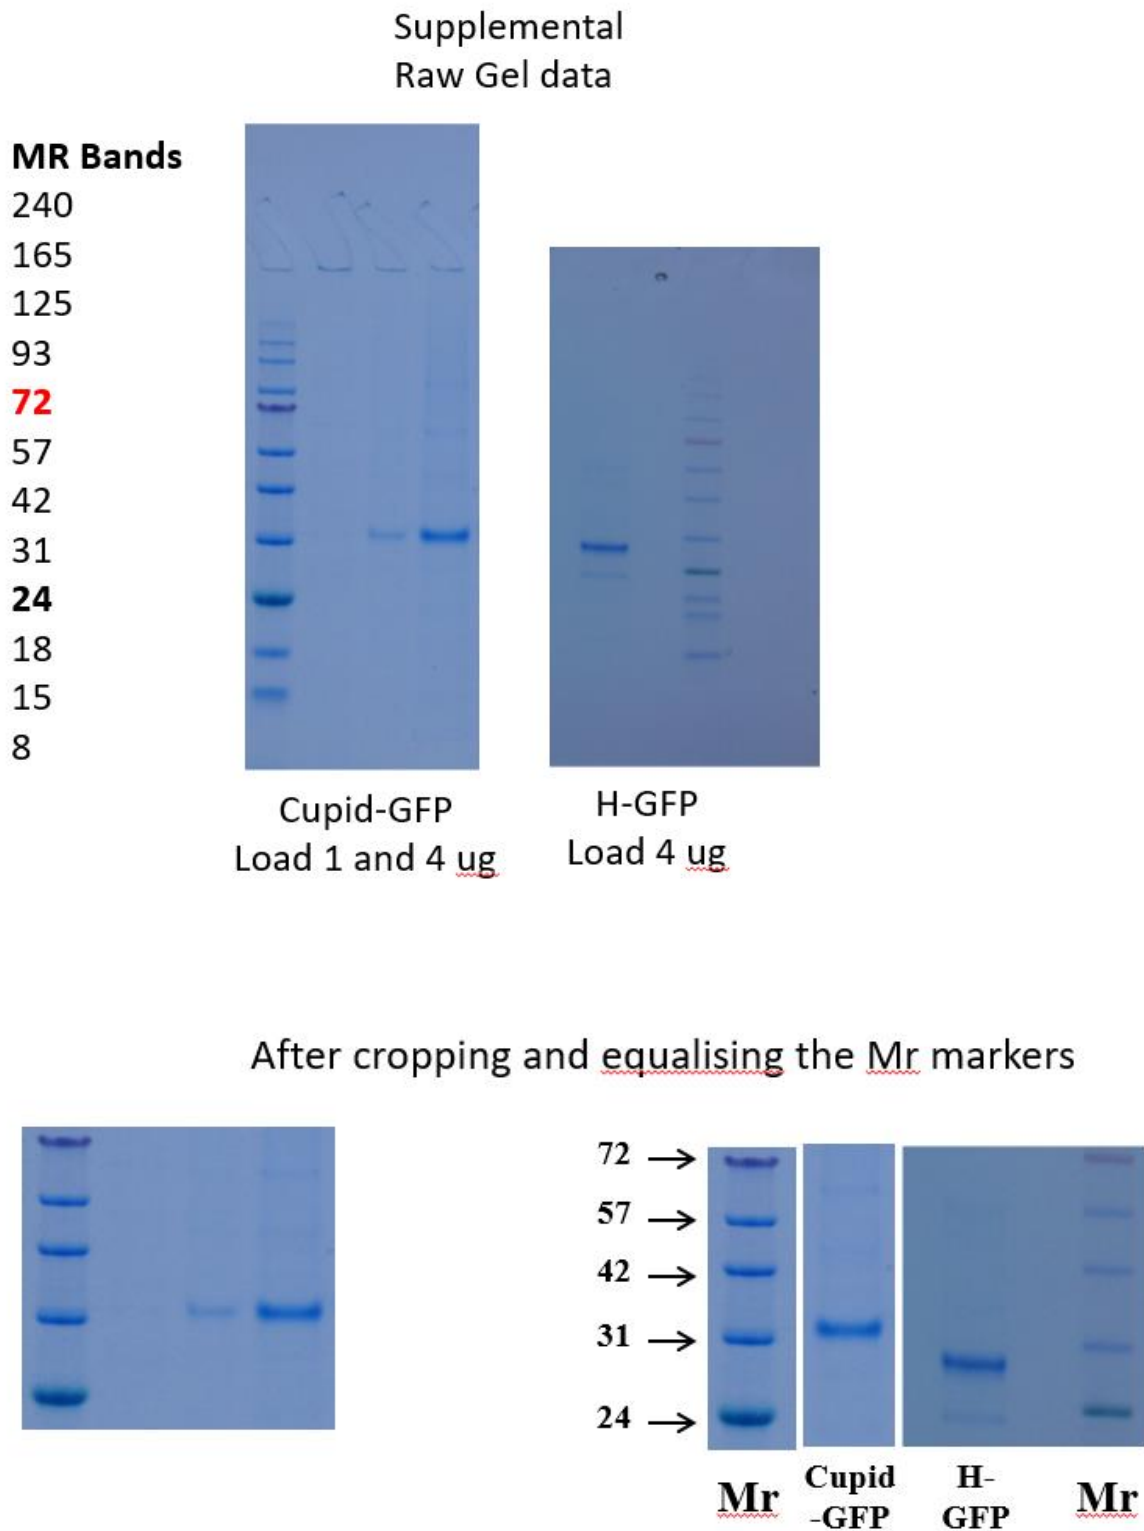 Supplemental
Raw Gel data
MR Bands
240
165
125
93
72
57
42
31
24
18
15
8
Cupid-GFP
Load 1 and 4 ug
H-GFP
Load 4 ug
After cropping and equalising the Mr markers
72
57
42
31
24
Mr
Cupid
-GFP
H-
GFP
Mr